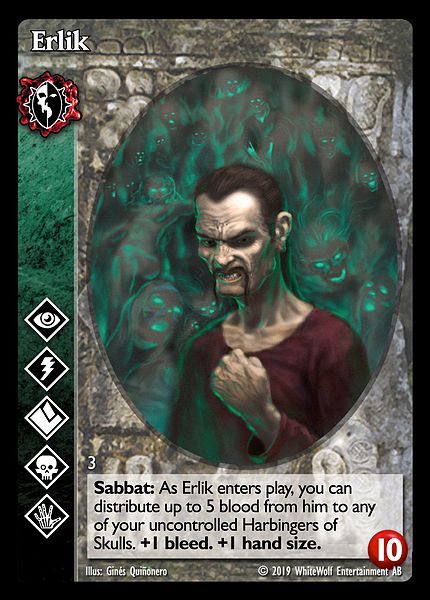 Erlik
3
Sabbat: As Erlik enters play, you can
distribute up to 5 blood from him to any
of your uncontrolled Harbingers of
Skulls. +1 bleed. +1 hand size.
10
Illus: Ginés Quiñonero © 2019 WhiteWolf Entertainment AB